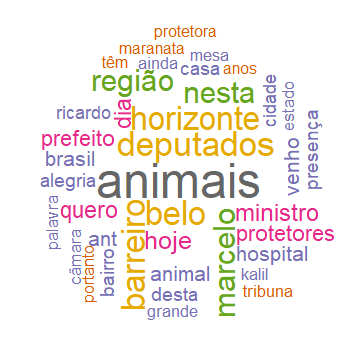 protetora
maranata
têm ainda mesa
região casa anos
nesta
ricardo dia horizonte cidade estado
prefeito deputados
brasil venho presença
alegria animais
palavra quero barreiro belo marcelo ministro
câmara ant hoje protetores
portanto bairro animal hospital
desta kalil
grande tribuna